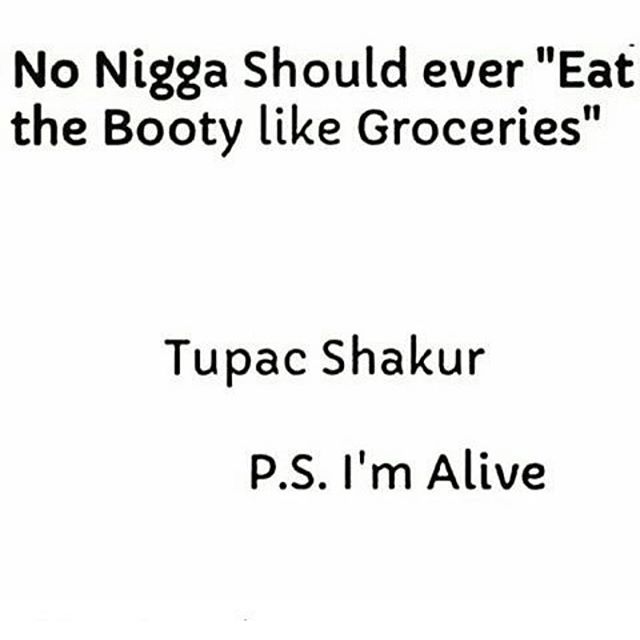 No Nigga Should ever "Eat
the Booty like Groceries"
Tupac Shakur
P.S. I'm Alive